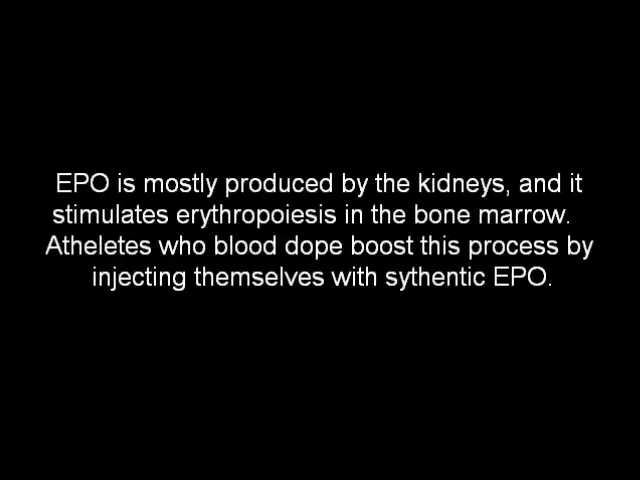 EPO is mostly produced by the kidneys, and it
stimulates erythropoiesis in the bone marrow.
Atheletes who blood dope boost this process by
injecting themselves with sythentic EPO.